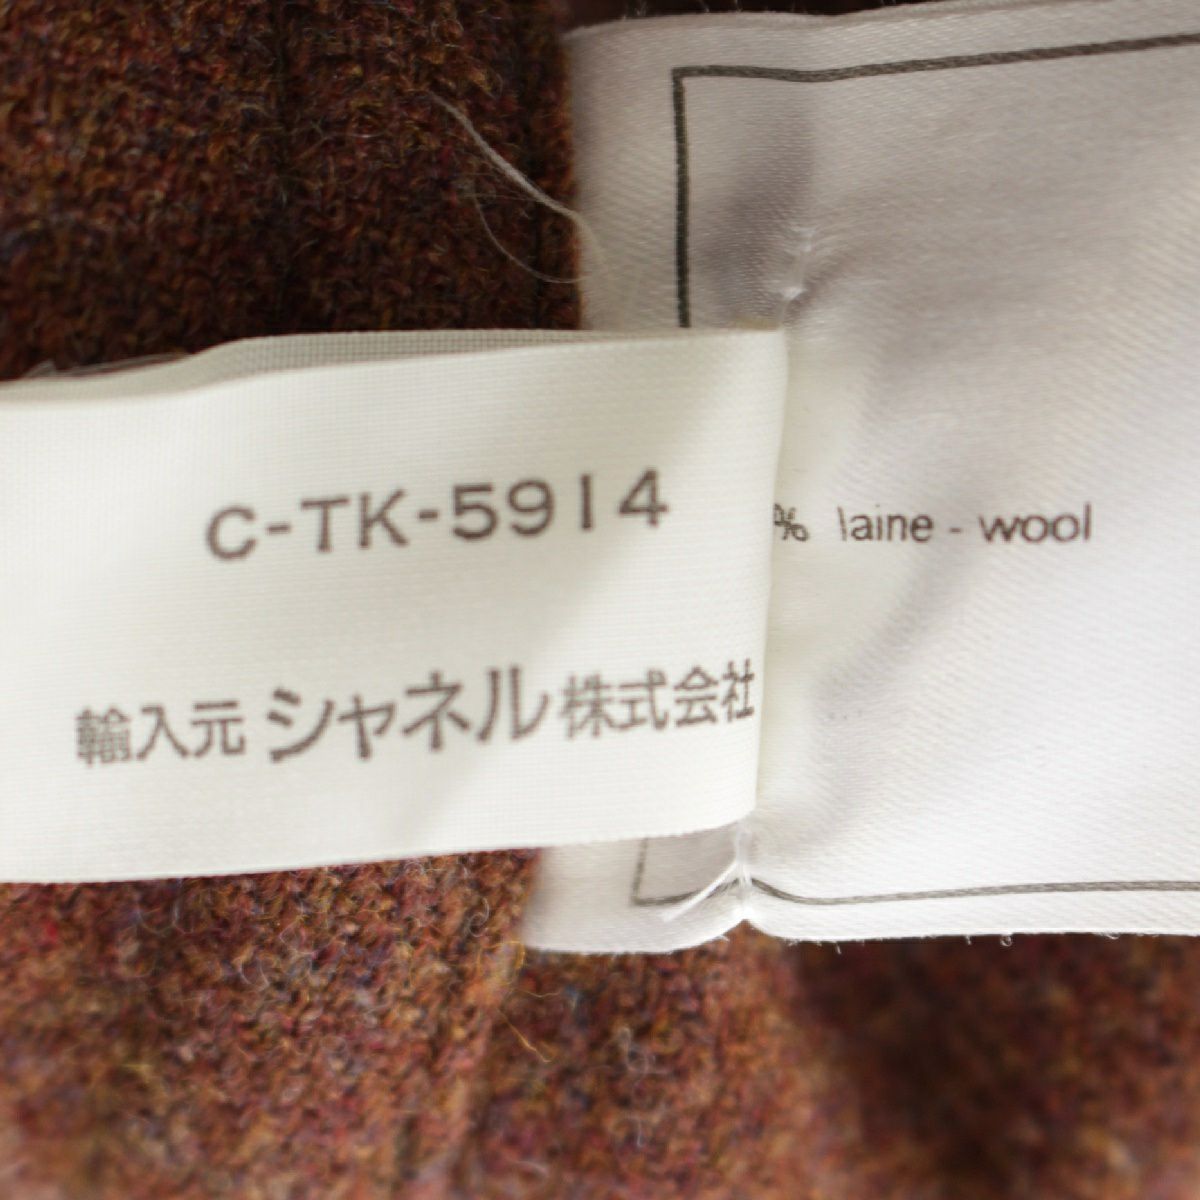 C-TK-5914
% laine - wool
輸入元 シャネル 株式会社